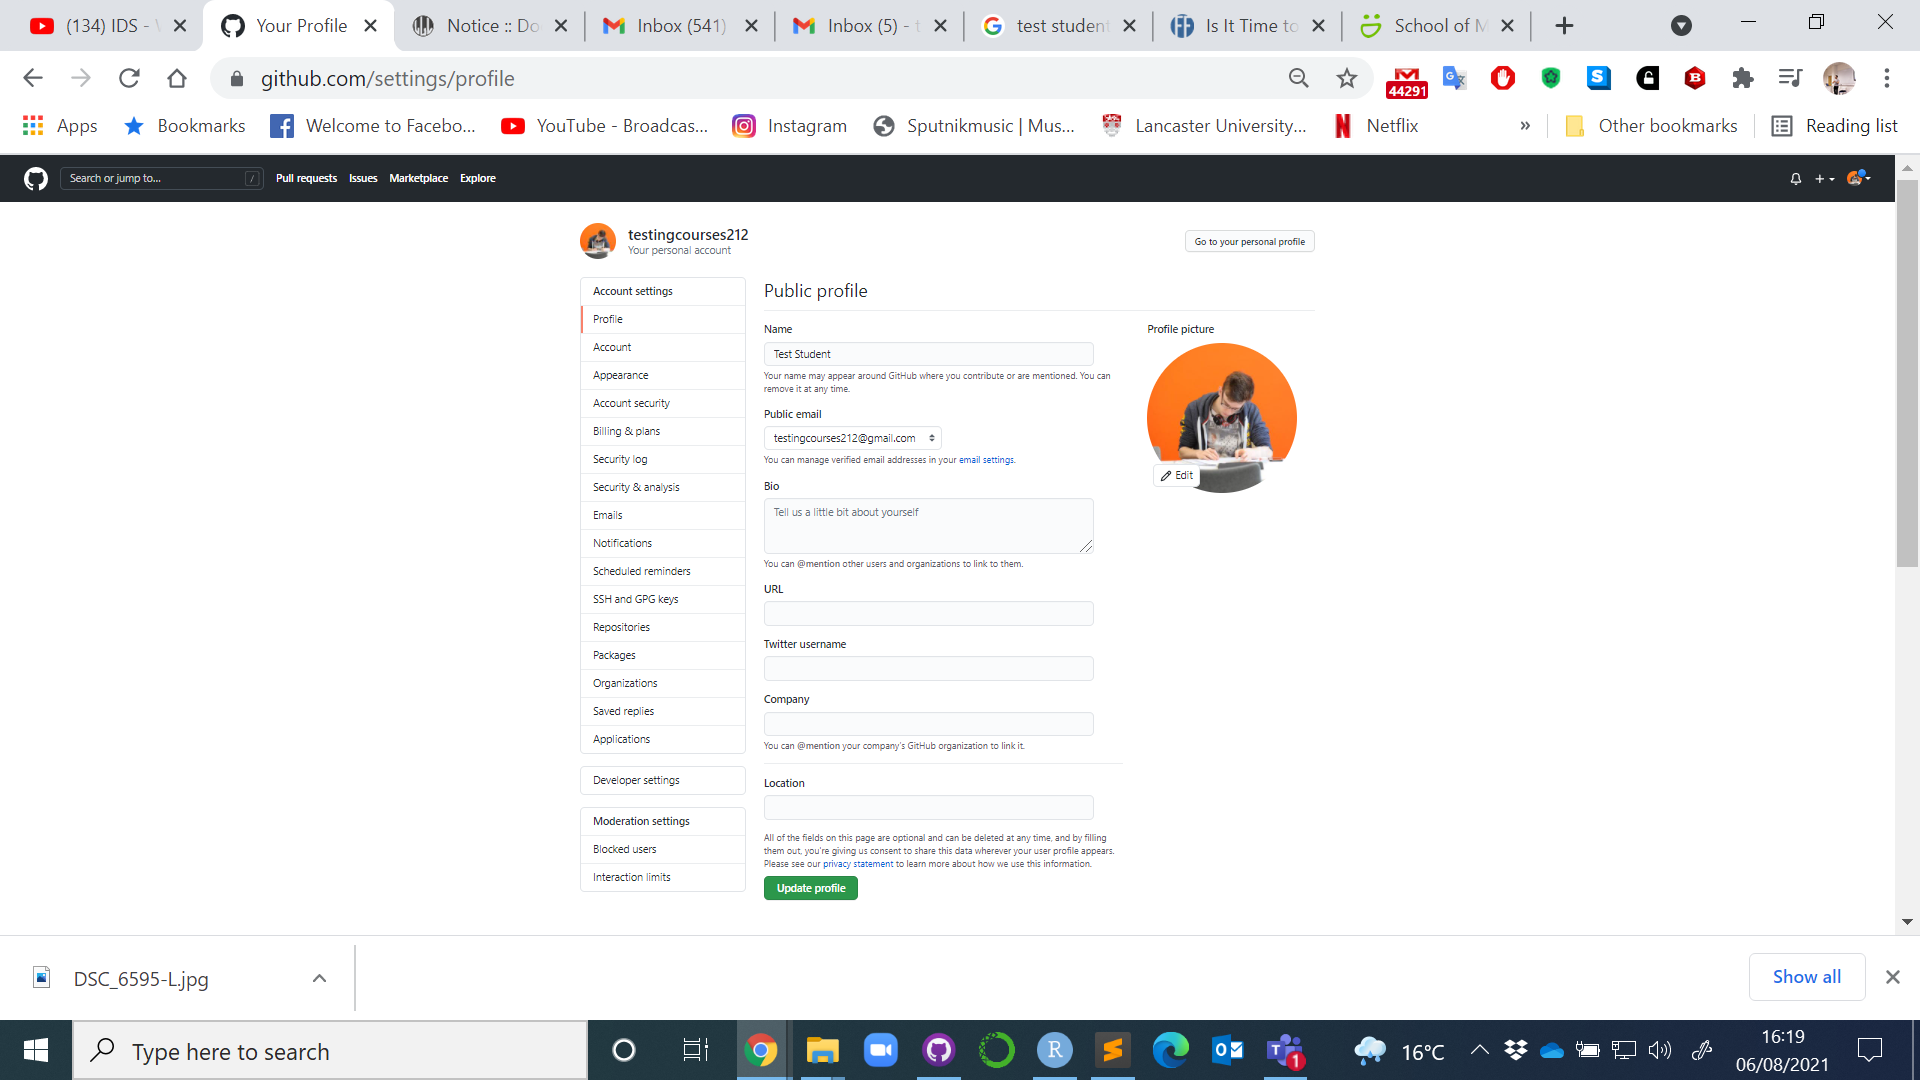 (134) IDS - Your Profile Notice :: Do Inbox (541) Inbox (5) - t test student Is It Time to School of M
github.com/settings/profile
44291
Apps Bookmarks Welcome to Facebo... YouTube - Broadcas... Instagram Sputnikmusic | Mus... Lancaster University... Netflix » Other bookmarks Reading list
Search or jump to... / Pull requests Issues Marketplace Explore
testingcourses212
Your personal account
Go to your personal profile
Account settings
Profile
Account
Appearance
Account security
Billing & plans
Security log
Security & analysis
Emails
Notifications
Scheduled reminders
SSH and GPG keys
Repositories
Packages
Organizations
Saved replies
Applications
Developer settings
Moderation settings
Blocked users
Interaction limits
Public profile
Name
Test Student
Your name may appear around GitHub where you contribute or are mentioned. You can
remove it at any time.
Public email
testingcourses212@gmail.com
You can manage verified email addresses in your email settings.
Bio
Tell us a little bit about yourself
You can @mention other users and organizations to link to them.
URL
Twitter username
Company
You can @mention your company's GitHub organization to link it.
Location
All of the fields on this page are optional and can be deleted at any time, and by filling
them out, you're giving us consent to share this data wherever your user profile appears.
Please see our privacy statement to learn more about how we use this information.
Update profile
Profile picture
Edit
DSC_6595-L.jpg
Show all
Type here to search
1
16°C
16:19
06/08/2021